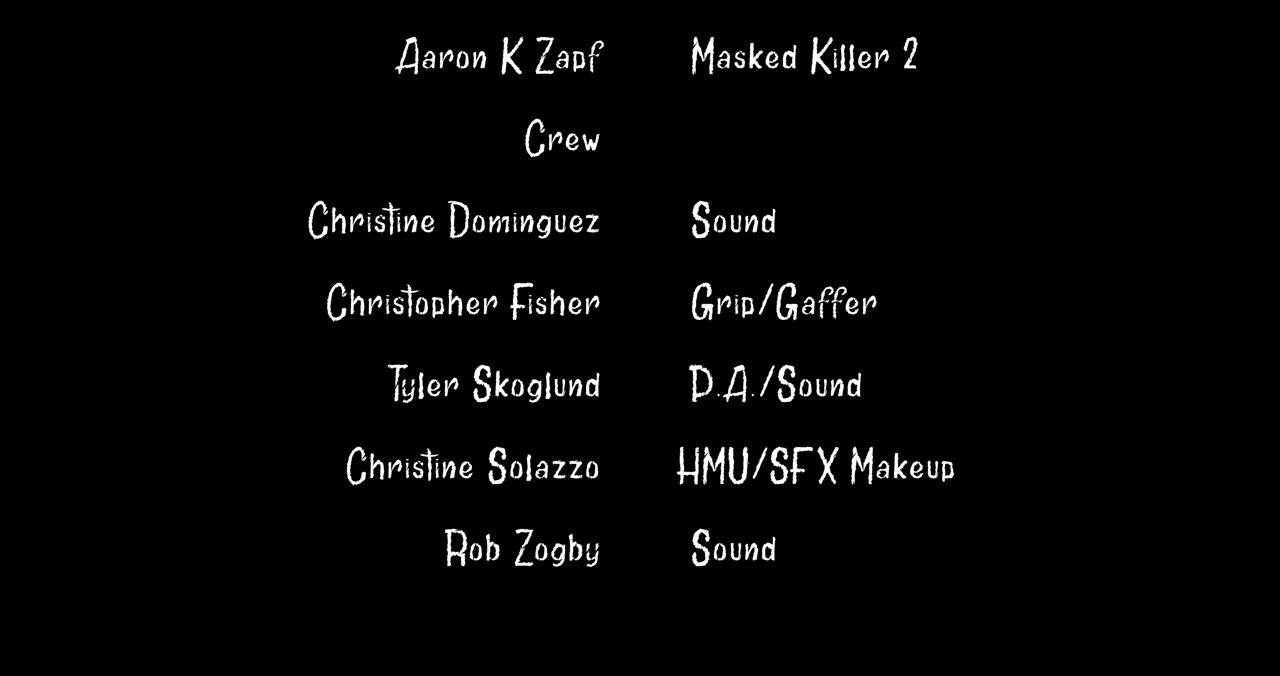 Aaron K Zapf Masked Killer 2
Crew
Christine Dominguez Sound
Christopher Fisher Grip/Gaffer
Tyler Skoglund D.A./Sound
Christine Solazzo HMU/SFX Makeup
Rob Zogby Sound